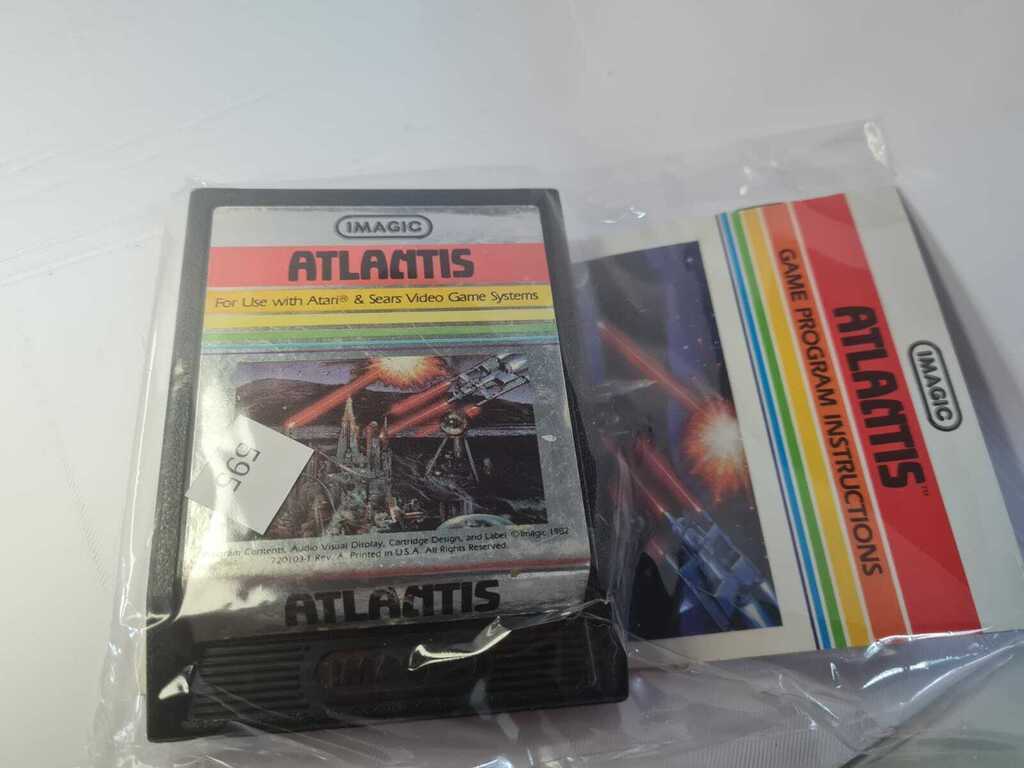 IMAGIC
ATLANTIS
For Use with Atari® & Sears Video Game Systems
595
Program Contents, Audio Visual Display, Cartridge Design, and Label © Imagic 1982
720103-1 Rev. A Printed in U.S.A. All Rights Reserved.
ATLANTIS
IMAGIC
ATLANTIS™
GAME PROGRAM INSTRUCTIONS